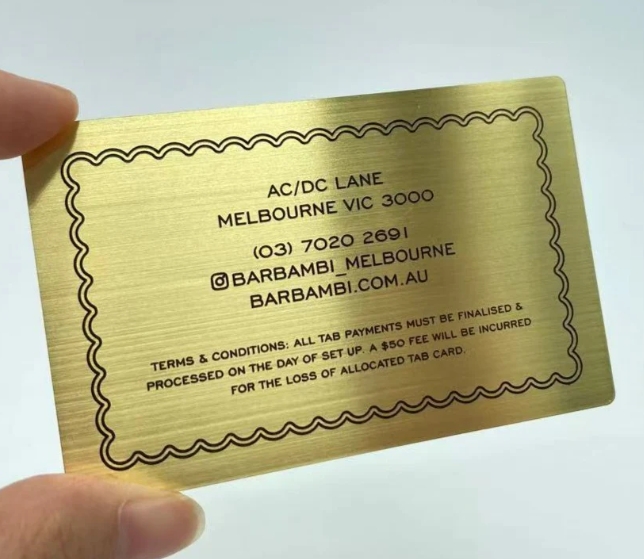 AC/DC LANE
MELBOURNE VIC 3000
(03) 7020 2691
BARBAMBI_MELBOURNE
BARBAMBI.COM.AU
TERMS & CONDITIONS: ALL TAB PAYMENTS MUST BE FINALISED &
PROCESSED ON THE DAY OF SET UP. A $50 FEE WILL BE INCURRED
FOR THE LOSS OF ALLOCATED TAB CARD.